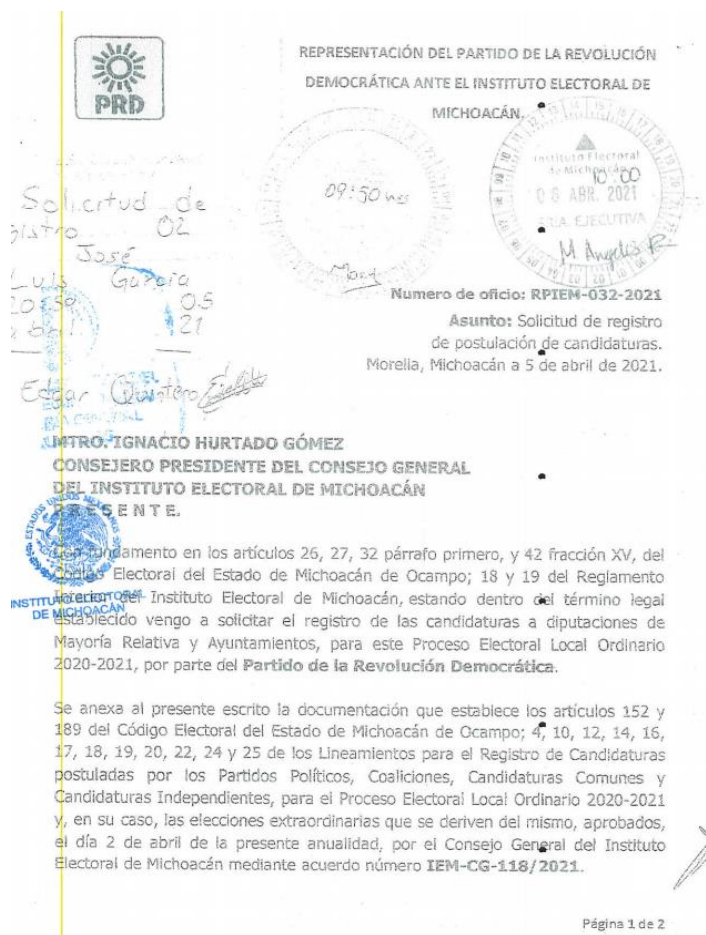 PRD
REPRESENTACIÓN DEL PARTIDO DE LA REVOLUCIÓN
DEMOCRÁTICA ANTE EL INSTITUTO ELECTORAL DE
MICHOACÁN.
Instituto Electoral
de Michoacán
10:00
08 ABR. 2021
EJECUTIVA
M Angeles R
09:50 hrs
Solicitud de
02
José
Luis García
05
21
Edgar Quintero
Numero de oficio: RPIEM-032-2021
Asunto: Solicitud de registro
de postulación de candidaturas.
Morelia, Michoacán a 5 de abril de 2021.
MTRO. IGNACIO HURTADO GÓMEZ
CONSEJERO PRESIDENTE DEL CONSEJO GENERAL
DEL INSTITUTO ELECTORAL DE MICHOACÁN
P R E S E N T E.
ESTADOS UNIDOS MEXICANOS
INSTITUTO ELECTORAL
DE MICHOACÁN
Con fundamento en los artículos 26, 27, 32 párrafo primero, y 42 fracción XV, del
Código Electoral del Estado de Michoacán de Ocampo; 18 y 19 del Reglamento
Interior del Instituto Electoral de Michoacán, estando dentro del término legal
establecido vengo a solicitar el registro de las candidaturas a diputaciones de
Mayoría Relativa y Ayuntamientos, para este Proceso Electoral Local Ordinario
2020-2021, por parte del Partido de la Revolución Democrática.
Se anexa al presente escrito la documentación que establece los artículos 152 y
189 del Código Electoral del Estado de Michoacán de Ocampo; 4, 10, 12, 14, 16,
17, 18, 19, 20, 22, 24 y 25 de los Lineamientos para el Registro de Candidaturas
postuladas por los Partidos Políticos, Coaliciones, Candidaturas Comunes y
Candidaturas Independientes, para el Proceso Electoral Local Ordinario 2020-2021
y, en su caso, las elecciones extraordinarias que se deriven del mismo, aprobados,
el día 2 de abril de la presente anualidad, por el Consejo General del Instituto
Electoral de Michoacán mediante acuerdo número IEM-CG-118/2021.
Página 1 de 2